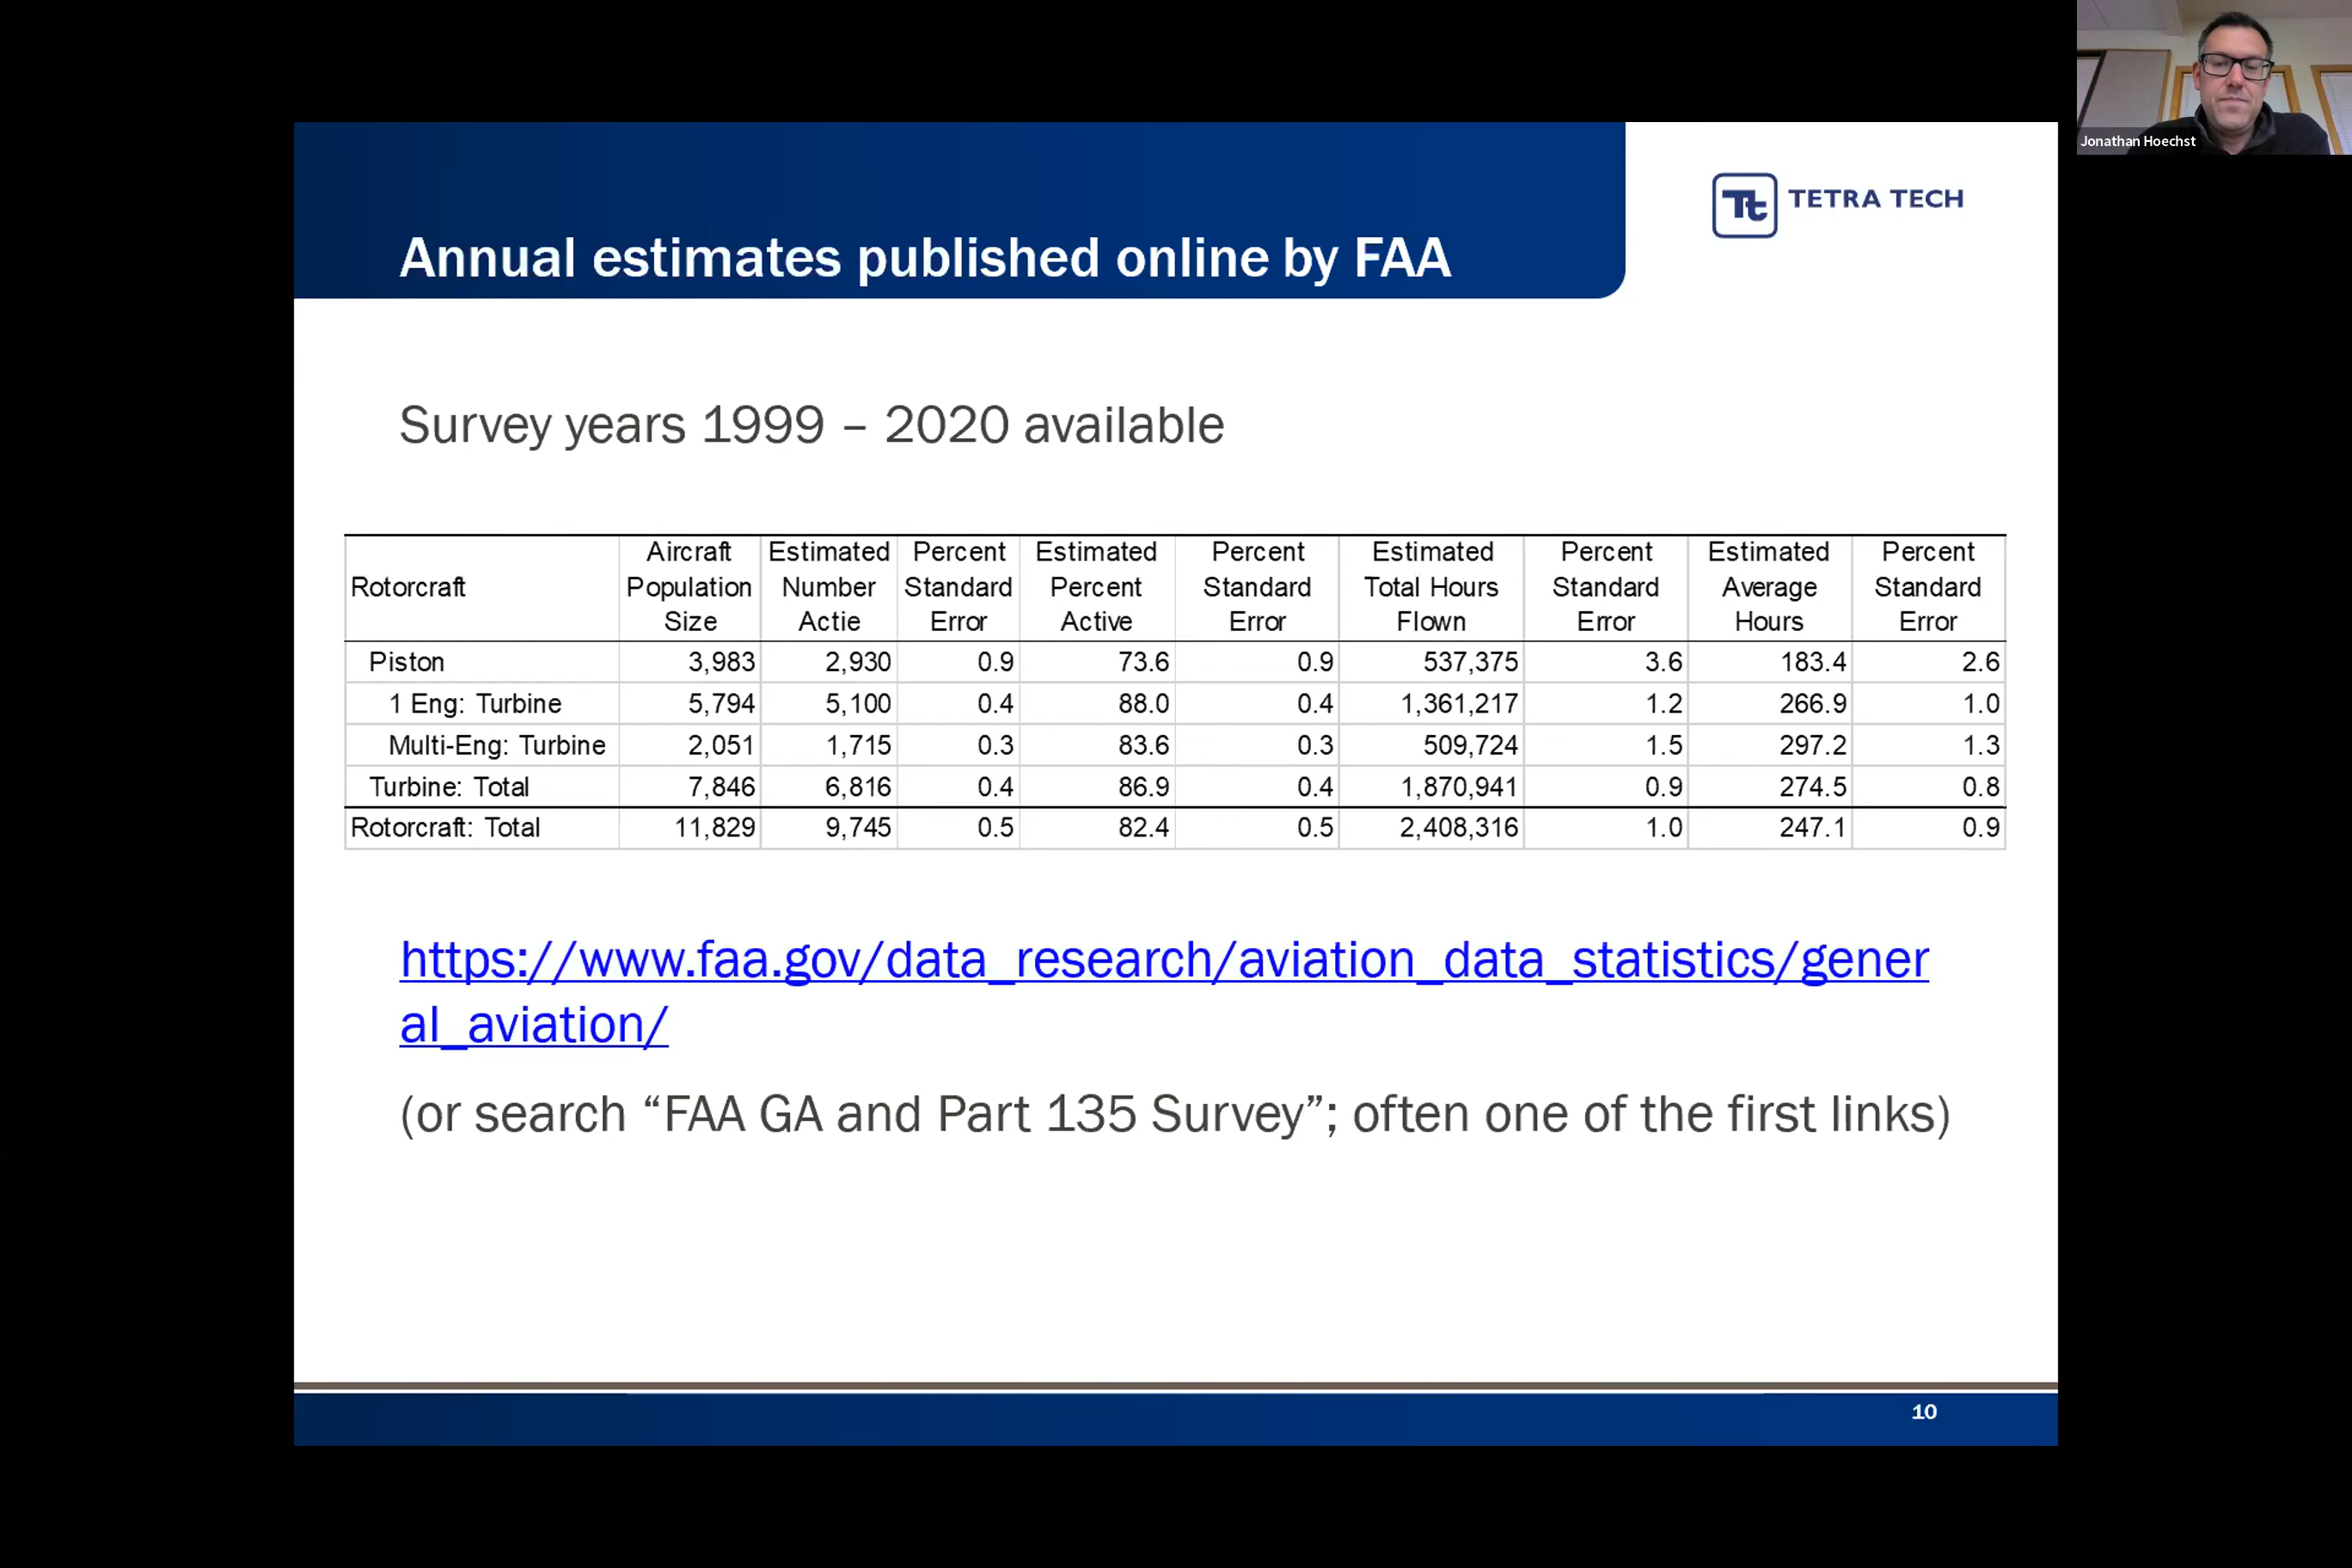 Jonathan Hoechst
Tt TETRA TECH
Annual estimates published online by FAA
Survey years 1999 – 2020 available
Rotorcraft Aircraft Population Size Estimated Number Actie Percent Standard Error Estimated Percent Active Percent Standard Error Estimated Total Hours Flown Percent Standard Error Estimated Average Hours Percent Standard Error
Piston 3,983 2,930 0.9 73.6 0.9 537,375 3.6 183.4 2.6
1 Eng: Turbine 5,794 5,100 0.4 88.0 0.4 1,361,217 1.2 266.9 1.0
Multi-Eng: Turbine 2,051 1,715 0.3 83.6 0.3 509,724 1.5 297.2 1.3
Turbine: Total 7,846 6,816 0.4 86.9 0.4 1,870,941 0.9 274.5 0.8
Rotorcraft: Total 11,829 9,745 0.5 82.4 0.5 2,408,316 1.0 247.1 0.9
https://www.faa.gov/data_research/aviation_data_statistics/gener
al_aviation/
(or search “FAA GA and Part 135 Survey”; often one of the first links)
10